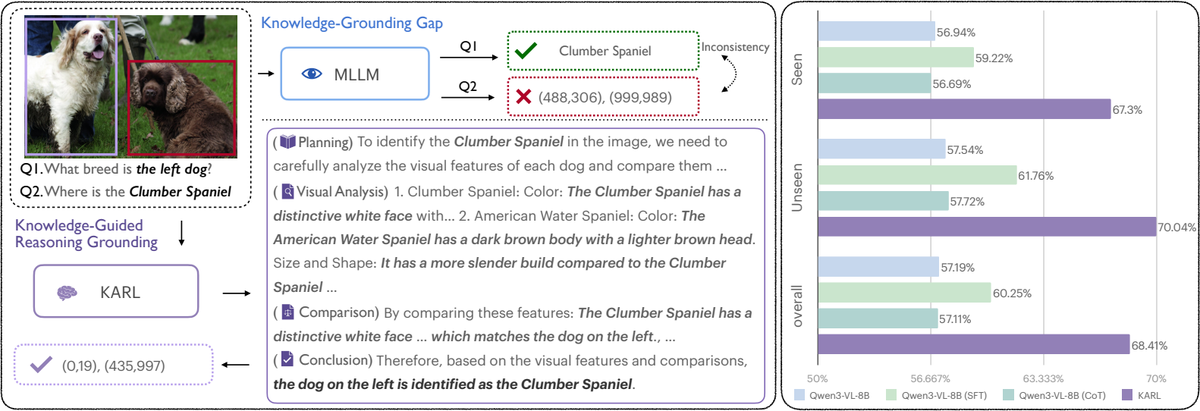 Q1.What breed is the left dog?
Q2.Where is the Clumber Spaniel
Knowledge-Grounding Gap
MLLM
Q1
Clumber Spaniel
Q2
(488,306), (999,989)
Inconsistency
Knowledge-Guided
Reasoning Grounding
KARL
(0,19), (435,997)
(Planning) To identify the Clumber Spaniel in the image, we need to
carefully analyze the visual features of each dog and compare them ...
(Visual Analysis) 1. Clumber Spaniel: Color: The Clumber Spaniel has a
distinctive white face with... 2. American Water Spaniel: Color: The
American Water Spaniel has a dark brown body with a lighter brown head.
Size and Shape: It has a more slender build compared to the Clumber
Spaniel ...
(Comparison) By comparing these features: The Clumber Spaniel has a
distinctive white face ... which matches the dog on the left., ...
(Conclusion) Therefore, based on the visual features and comparisons,
the dog on the left is identified as the Clumber Spaniel.
Seen
56.94%
59.22%
56.69%
67.3%
Unseen
57.54%
61.76%
57.72%
70.04%
overall
57.19%
60.25%
57.11%
68.41%
50% 56.667% 63.333% 70%
Qwen3-VL-8B Qwen3-VL-8B (SFT) Qwen3-VL-8B (CoT) KARL